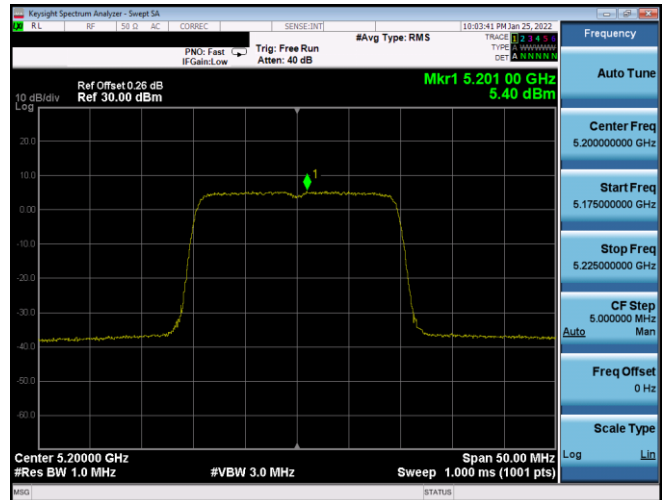 Keysight Spectrum Analyzer - Swept SA
RL RF 50 Ω AC CORREC SENSE:INT 10:03:41 PM Jan 25, 2022
#Avg Type: RMS
TRACE 1 2 3 4 5 6
PNO: Fast Trig: Free Run TYPE A WWWWW
IFGain:Low Atten: 40 dB DET A N N N N N
Mkr1 5.201 00 GHz
Ref Offset 0.26 dB
10 dB/div Ref 30.00 dBm 5.40 dBm
Log
20.0
10.0
1
0.00
-10.0
-20.0
-30.0
-40.0
-50.0
-60.0
Center 5.20000 GHz Span 50.00 MHz
#Res BW 1.0 MHz #VBW 3.0 MHz Sweep 1.000 ms (1001 pts)
MSG STATUS
Frequency
Auto Tune
Center Freq
5.200000000 GHz
Start Freq
5.175000000 GHz
Stop Freq
5.225000000 GHz
CF Step
5.000000 MHz
Auto Man
Freq Offset
0 Hz
Scale Type
Log Lin